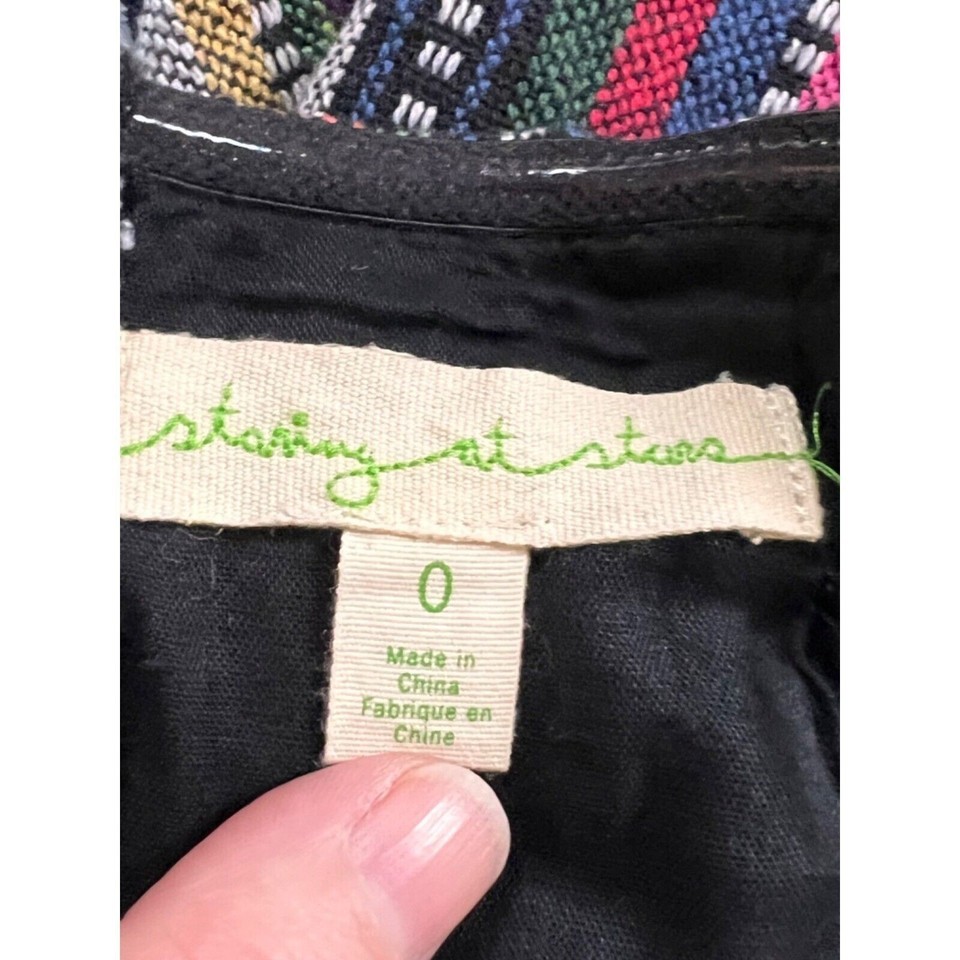 staring at stars
0
Made in
China
Fabrique en
Chine